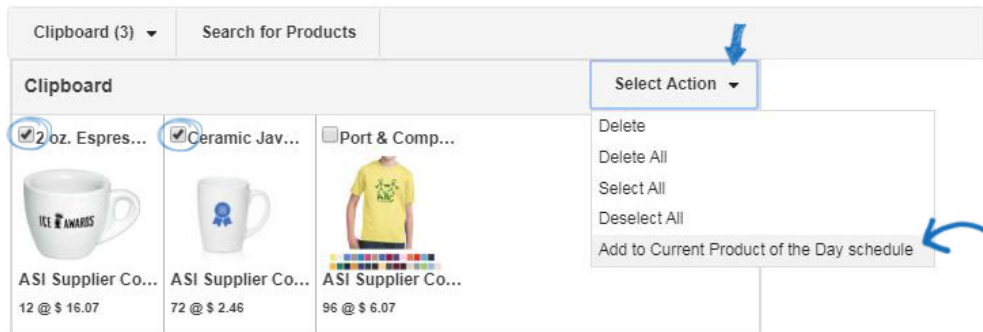 Clipboard (3)
Search for Products
Clipboard
Select Action
2 oz. Espres...
Ceramic Jav...
Port & Comp...
Delete
Delete All
Select All
Deselect All
Add to Current Product of the Day schedule
ICE AWARDS
ASI Supplier Co...
ASI Supplier Co...
ASI Supplier Co...
12 @ $ 16.07
72 @ $ 2.46
96 @ $ 6.07